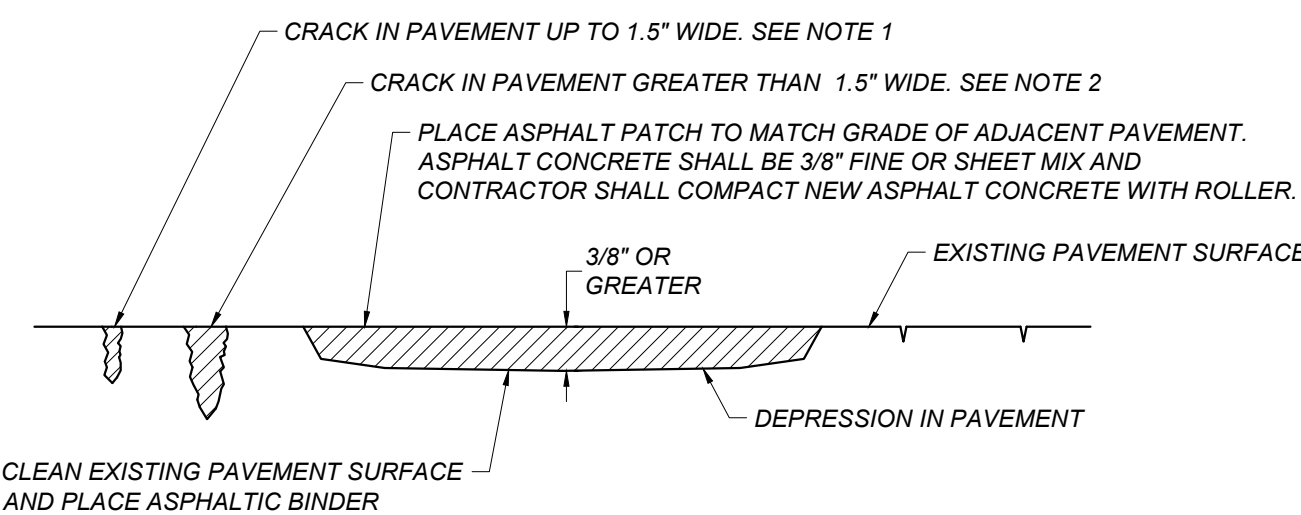 CRACK IN PAVEMENT UP TO 1.5" WIDE. SEE NOTE 1
CRACK IN PAVEMENT GREATER THAN 1.5" WIDE. SEE NOTE 2
PLACE ASPHALT PATCH TO MATCH GRADE OF ADJACENT PAVEMENT.
ASPHALT CONCRETE SHALL BE 3/8" FINE OR SHEET MIX AND
CONTRACTOR SHALL COMPACT NEW ASPHALT CONCRETE WITH ROLLER.
3/8" OR
GREATER
EXISTING PAVEMENT SURFACE
DEPRESSION IN PAVEMENT
CLEAN EXISTING PAVEMENT SURFACE
AND PLACE ASPHALTIC BINDER